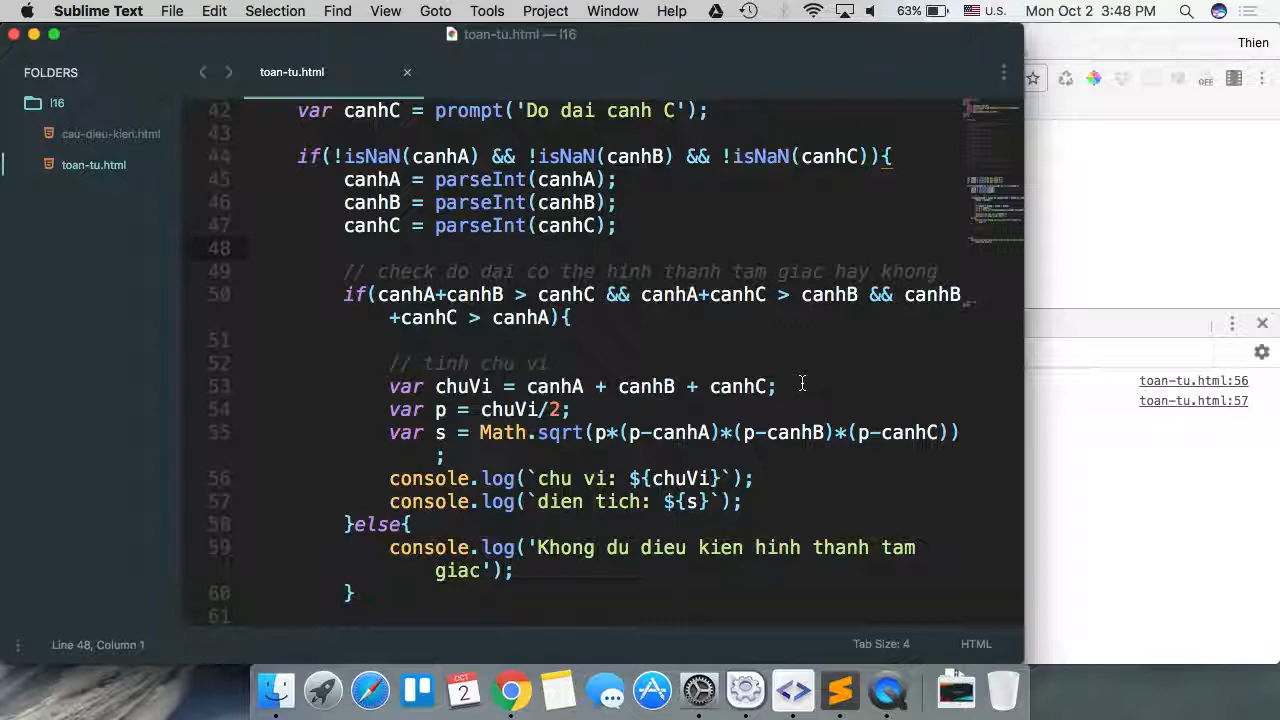 Sublime Text File Edit Selection Find View Goto Tools Project Window Help 63% U.S. Mon Oct 2 3:48 PM
toan-tu.html — l16
Thien
FOLDERS
l16
cau-dieu-kien.html
toan-tu.html
toan-tu.html
OFF
42 var canhC = prompt('Do dai canh C');
43
44 if(!isNaN(canhA) && !isNaN(canhB) && !isNaN(canhC)){
45 canhA = parseInt(canhA);
46 canhB = parseInt(canhB);
47 canhC = parseInt(canhC);
48
49 // check do dai co the hinh thanh tam giac hay khong
50 if(canhA+canhB > canhC && canhA+canhC > canhB && canhB
+canhC > canhA){
51
52 // tinh chu vi
53 var chuVi = canhA + canhB + canhC;
54 var p = chuVi/2;
55 var s = Math.sqrt(p*(p-canhA)*(p-canhB)*(p-canhC))
;
56 console.log(`chu vi: ${chuVi}`);
57 console.log(`dien tich: ${s}`);
58 }else{
59 console.log('Khong du dieu kien hinh thanh tam
giac');
60 }
61
toan-tu.html:56
toan-tu.html:57
Line 48, Column 1
Tab Size: 4
HTML
OCT
2